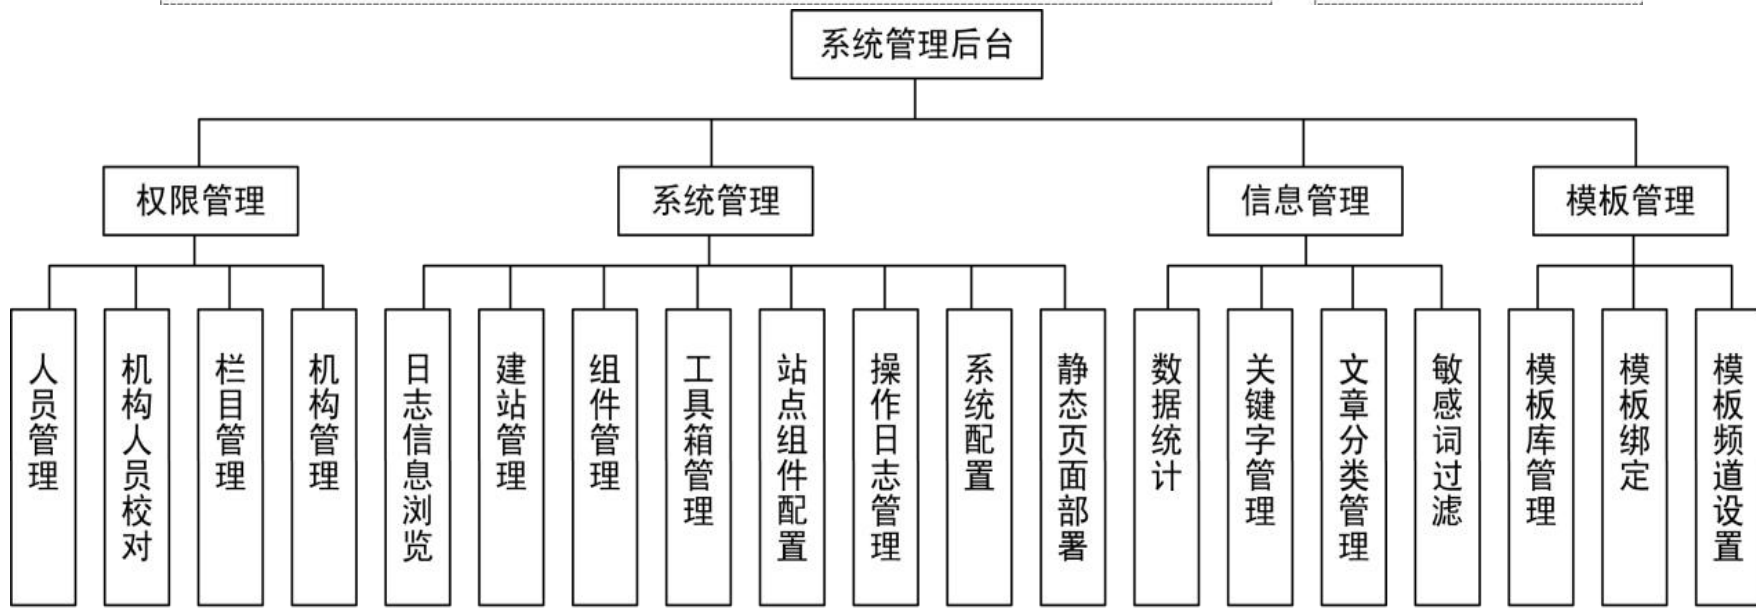 系统管理后台
权限管理
系统管理
信息管理
模板管理
人员管理
机构人员校对
栏目管理
机构管理
日志信息浏览
建站管理
组件管理
工具箱管理
站点组件配置
操作日志管理
系统配置
静态页面部署
数据统计
关键字管理
文章分类管理
敏感词过滤
模板库管理
模板绑定
模板频道设置